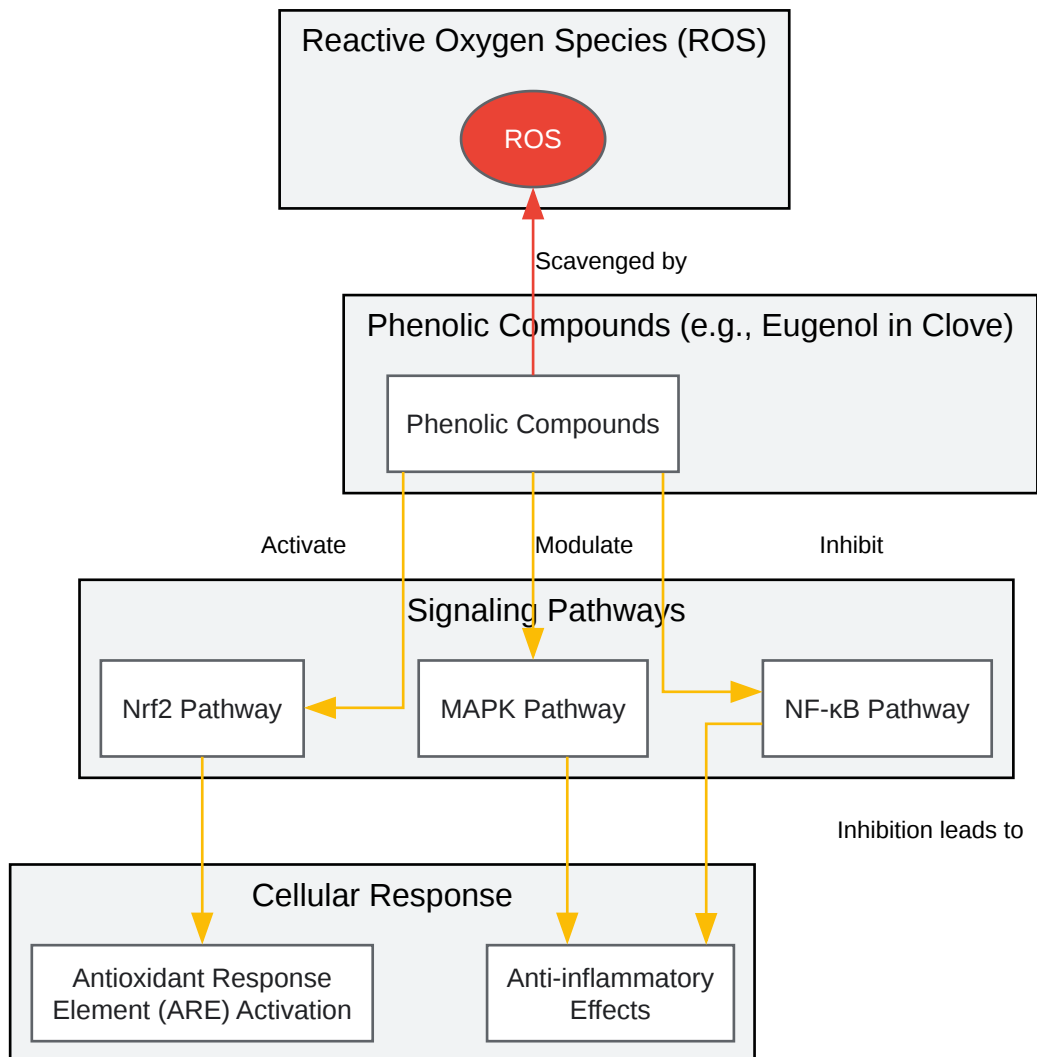 Reactive Oxygen Species (ROS)
ROS
Scavenged by
Phenolic Compounds (e.g., Eugenol in Clove)
Phenolic Compounds
Activate
Modulate
Inhibit
Signaling Pathways
Nrf2 Pathway
MAPK Pathway
NF-κB Pathway
Inhibition leads to
Cellular Response
Antioxidant Response
Element (ARE) Activation
Anti-inflammatory
Effects